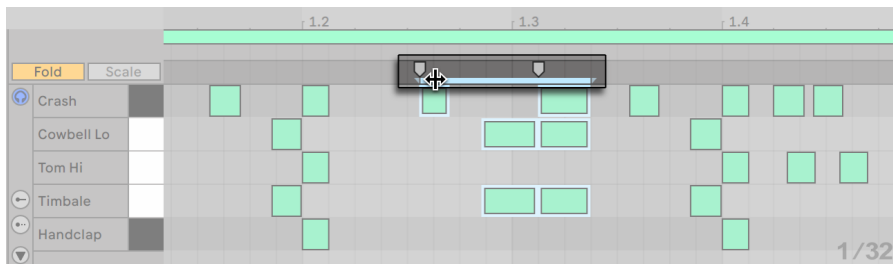 1.2 1.3 1.4
Fold Scale
Crash
Cowbell Lo
Tom Hi
Timbale
Handclap
1/32